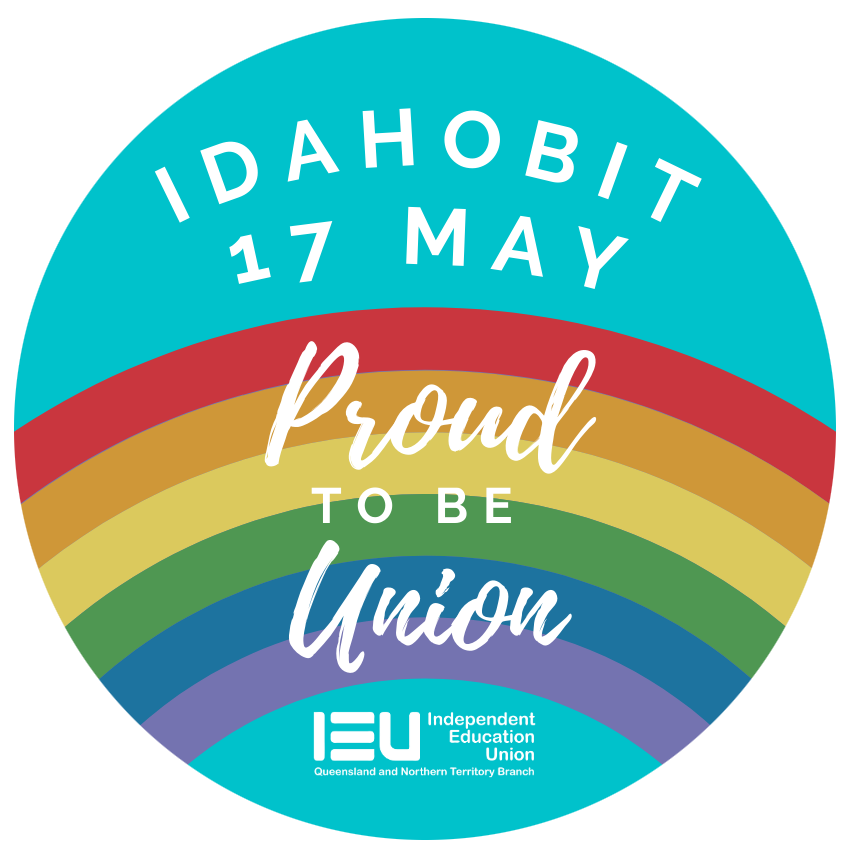 IDAHOBIT
17 MAY
Proud
TO BE
Union
IEU
Independent
Education
Union
Queensland and Northern Territory Branch